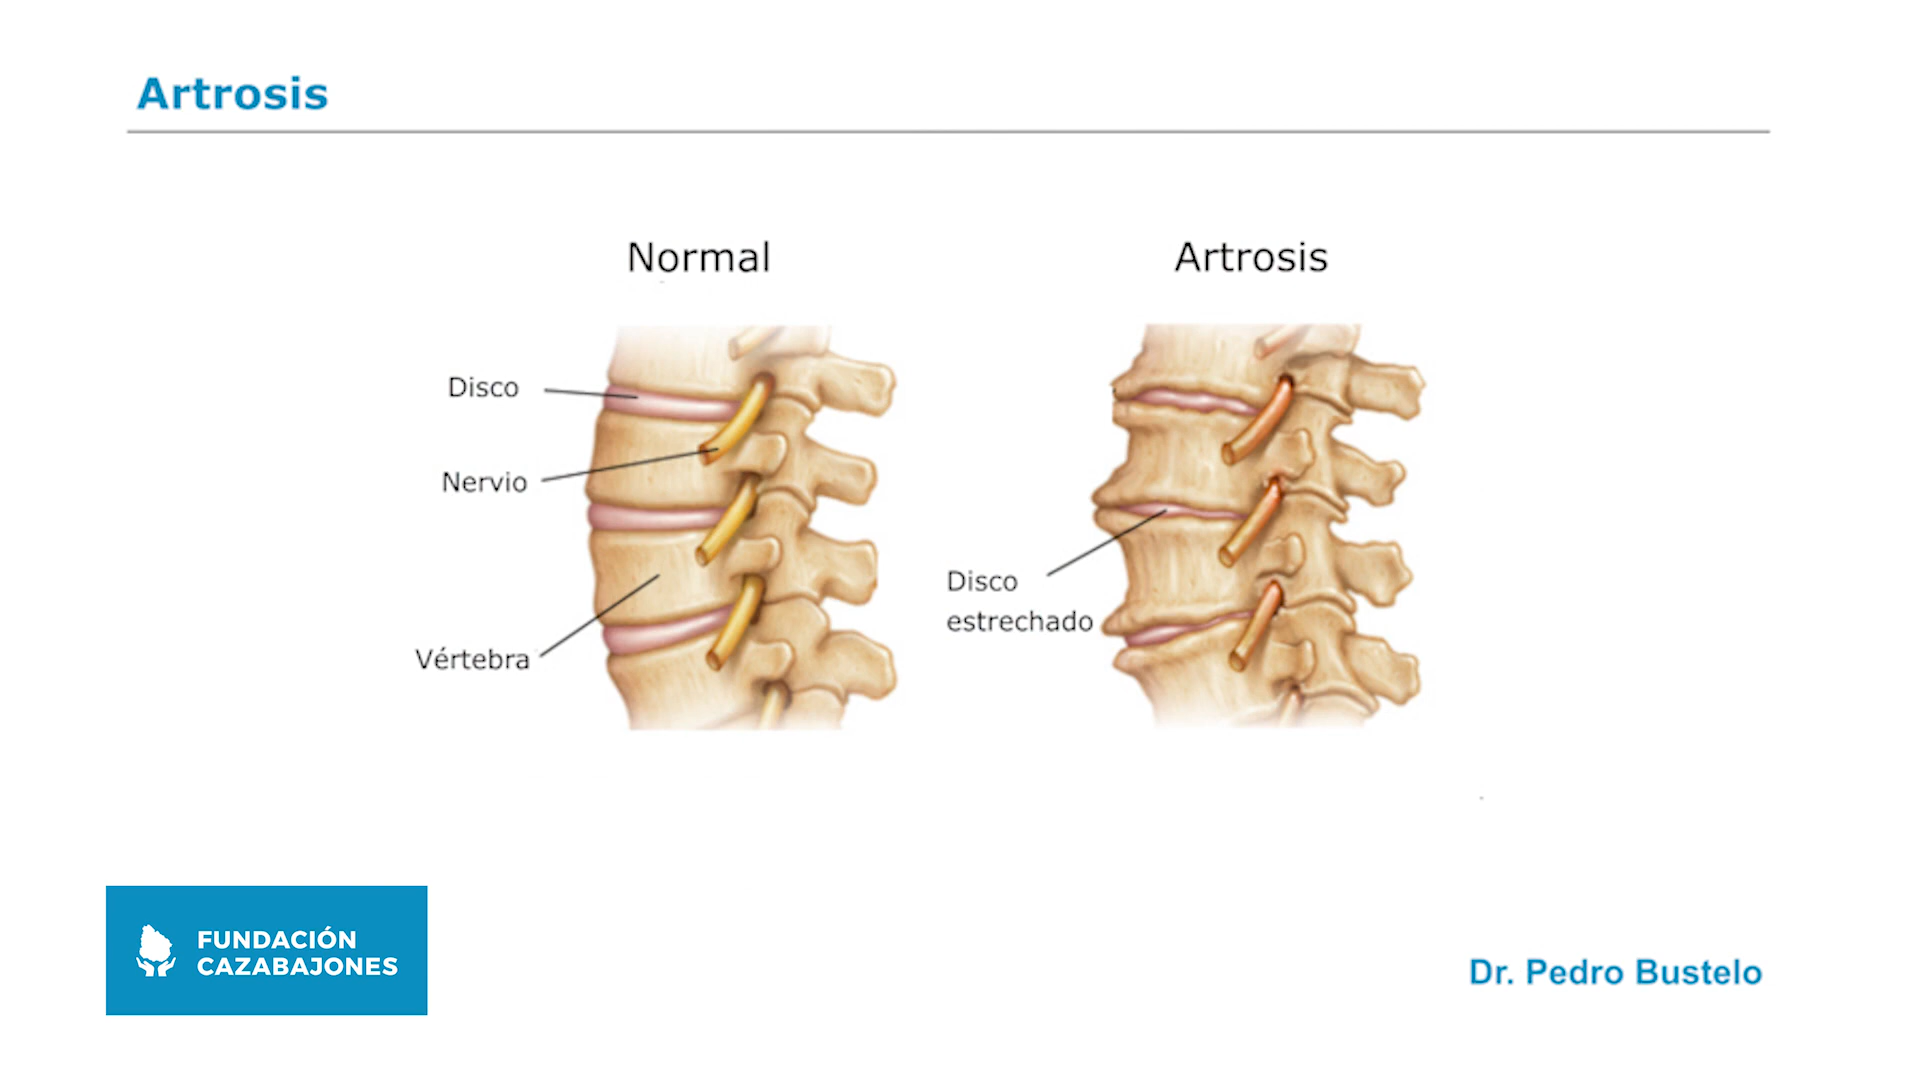 Artrosis
Normal
Artrosis
Disco
Nervio
Vértebra
Disco
estrechado
FUNDACIÓN
CAZABAJONES
Dr. Pedro Bustelo